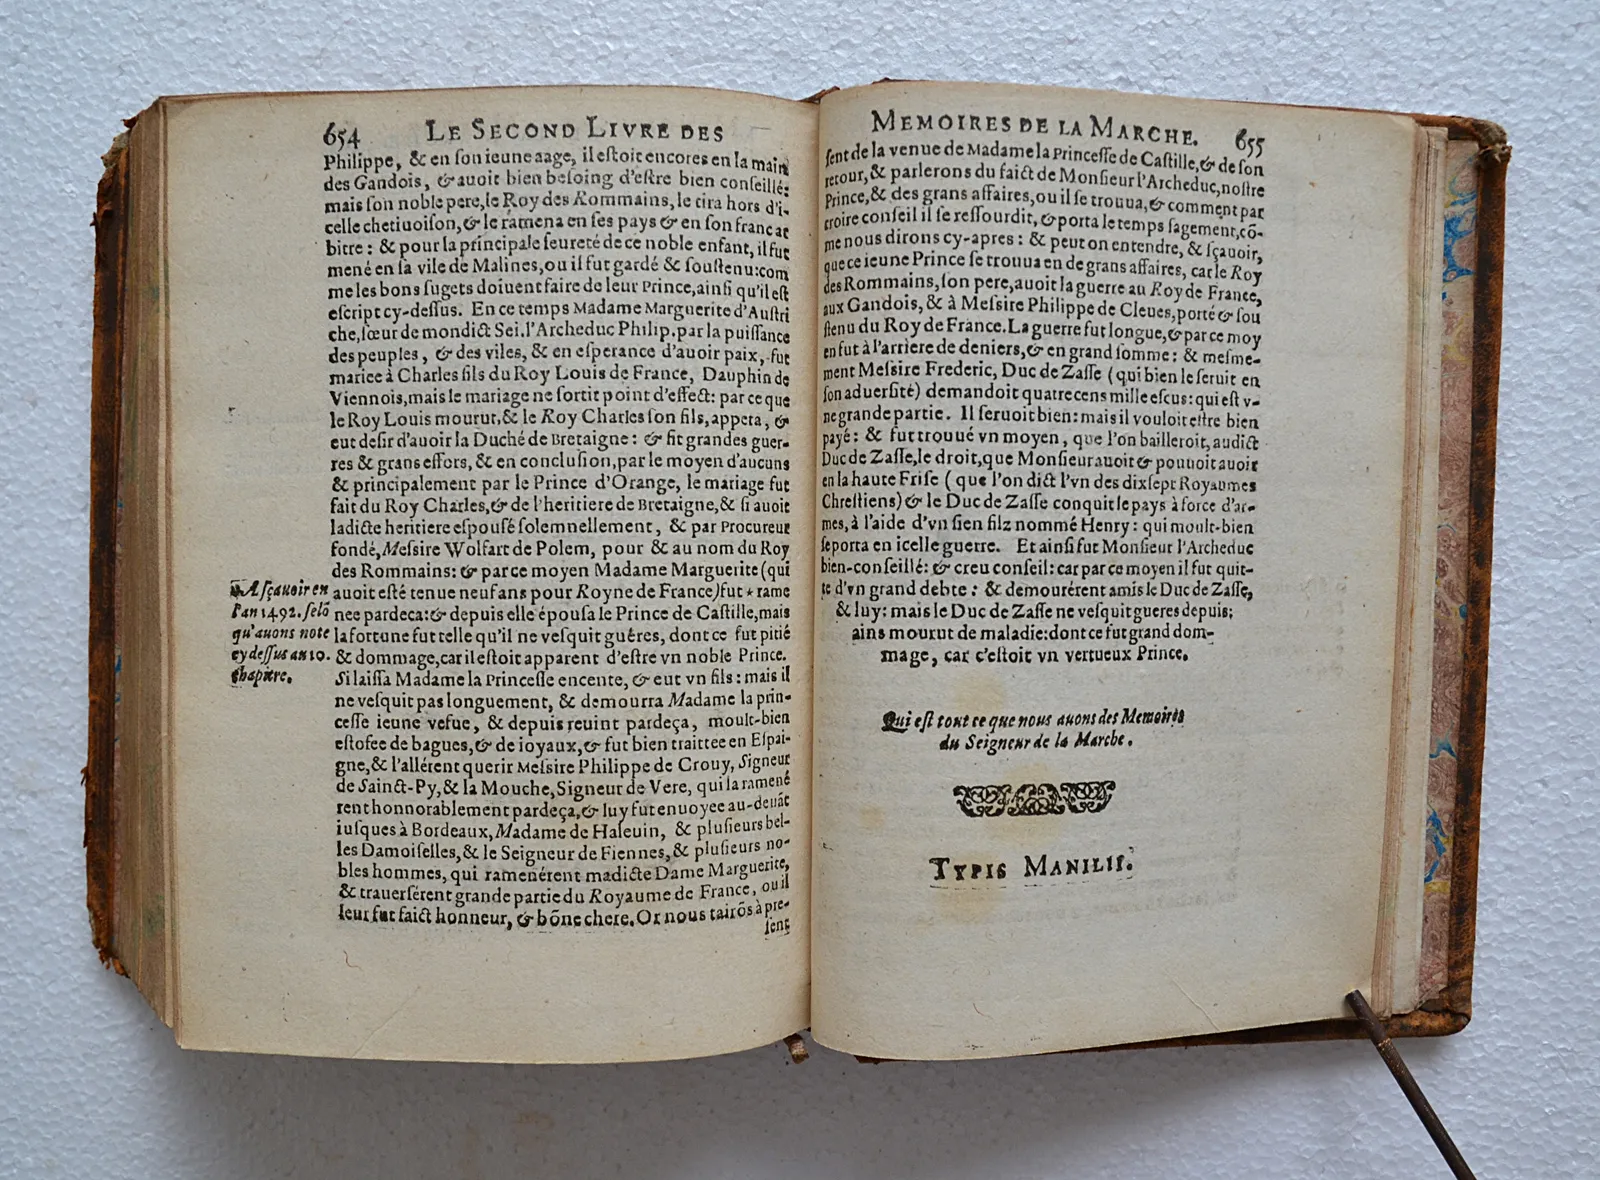 654 LE SECOND LIVRE DES
Philippe, & en ſon ieune aage, il eſtoit encores en la main
des Gandois, & auoit bien beſoing d'eſtre bien conſeillé:
mais ſon noble pere, le Roy des Rommains, le tira hors d'i-
celle chetiuoiſon, & le ramena en ſes pays & en ſon franc ar
bitre: & pour la principale ſeureté de ce noble enfant, il fut
mené en ſa vile de Malines, ou il fut gardé & ſouſtenu: com
me les bons ſugets doiuent faire de leur Prince, ainſi qu'il eſt
eſcript cy-deſſus. En ce temps Madame Marguerite d'Auſtri
che, ſœur de mondict Sei. l'Archeduc Philip. par la puiſſance
des peuples, & des viles, & en eſperance d'auoir paix, fut
mariee à Charles fils du Roy Louis de France, Dauphin de
Viennois, mais le mariage ne ſortit point d'effect: par ce que
le Roy Louis mourut, & le Roy Charles ſon fils, appeta, &
eut deſir d'auoir la Duché de Bretaigne: & fit grandes guer-
res & grans effors, & en concluſion, par le moyen d'aucuns
& principalement par le Prince d'Orange, le mariage fut
fait du Roy Charles, & de l'heritiere de Bretaigne, & ſi auoit
ladicte heritiere eſpouſé ſolemnellement, & par Procureur
fondé, Meſsire Wolfart de Polem, pour & au nom du Roy
des Rommains: & par ce moyen Madame Marguerite (qui
auoit eſté tenue neuf ans pour Royne de France) fut * rame
nee pardeca: & depuis elle épouſa le Prince de Caſtille, mais
la fortune fut telle qu'il ne veſquit guéres, dont ce fut pitié
& dommage, car il eſtoit apparent d'eſtre vn noble Prince.
Si laiſſa Madame la Princeſſe encente, & eut vn fils: mais il
ne veſquit pas longuement, & demourra Madame la prin-
ceſſe ieune vefue, & depuis reuint pardeça, moult-bien
eſtofee de bagues, & de ioyaux, & fut bien traittee en Eſpai-
gne, & l'allérent querir Meſsire Philippe de Crouy, Signeur
de Sainct-Py, & la Mouche, Signeur de Vere, qui la ramené
rent honnorablement pardeça, & luy fut enuoyee au-deuāt
iuſques à Bordeaux, Madame de Haleuin, & pluſieurs bel-
les Damoiſelles, & le Seigneur de Fiennes, & pluſieurs no-
bles hommes, qui ramenérent madicte Dame Marguerite,
& trauerſérent grande partie du Royaume de France, ou il
leur fut faict honneur, & bōne chere. Or nous tairōs à pre-
ſent
* Aſçauoir en
l'an 1492. ſelō
qu'auons note
cy deſſus au 10.
chapitre.
MEMOIRES DE LA MARCHE. 655
ſent de la venue de Madame la Princeſſe de Caſtille, & de ſon
retour, & parlerons du faict de Monſieur l'Archeduc, noſtre
Prince, & des grans affaires, ou il ſe trouua, & comment par
croire conſeil il ſe reſſourdit, & porta le temps ſagement, cō-
me nous dirons cy-apres: & peut on entendre, & ſçauoir,
que ce ieune Prince ſe trouua en de grans affaires, car le Roy
des Rommains, ſon pere, auoit la guerre au Roy de France,
aux Gandois, & à Meſsire Philippe de Cleues, porté & ſou
ſtenu du Roy de France. La guerre fut longue, & par ce moy
en fut à l'arriere de deniers, & en grand ſomme: & meſme-
ment Meſsire Frederic, Duc de Zaſſe (qui bien le ſeruit en
ſon aduerſité) demandoit quatre cens mille eſcus: qui eſt v-
ne grande partie. Il ſeruoit bien: mais il vouloit eſtre bien
payé: & fut trouué vn moyen, que l'on bailleroit, audict
Duc de Zaſſe, le droit, que Monſieur auoit & pouuoit auoir
en la haute Friſe (que l'on dict l'vn des dixſept Royaumes
Chreſtiens) & le Duc de Zaſſe conquit le pays à force d'ar-
mes, à l'aide d'vn ſien filz nommé Henry: qui moult-bien
ſe porta en icelle guerre. Et ainſi fut Monſieur l'Archeduc
bien-conſeillé: & creu conſeil: car par ce moyen il fut quit-
te d'vn grand debte: & demourérent amis le Duc de Zaſſe,
& luy: mais le Duc de Zaſſe ne veſquit gueres depuis:
ains mourut de maladie: dont ce fut grand dom-
mage, car c'eſtoit vn vertueux Prince.
Qui eſt tout ce que nous auons des Memoires
du Seigneur de la Marche.
TYPIS MANILII.